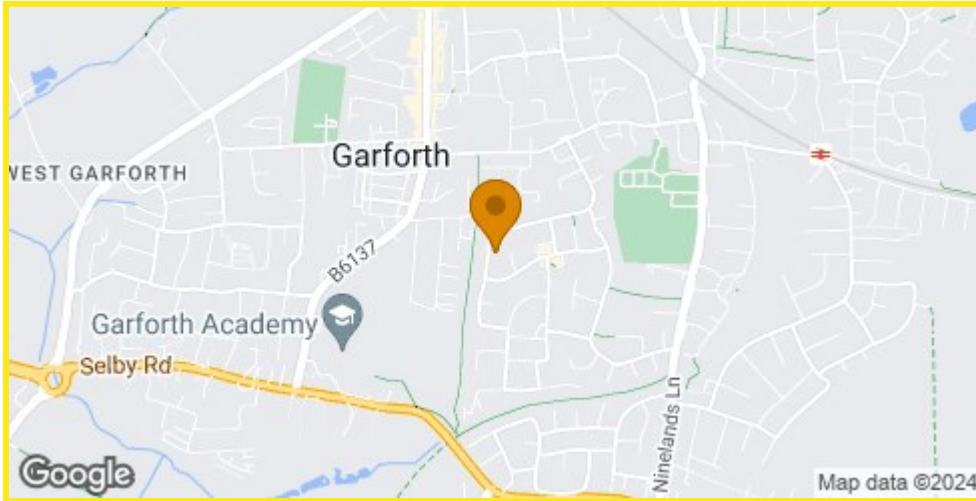 Garforth
WEST GARFORTH
B6137
Garforth Academy
Selby Rd
Ninelands Ln
Google
Map data ©2024